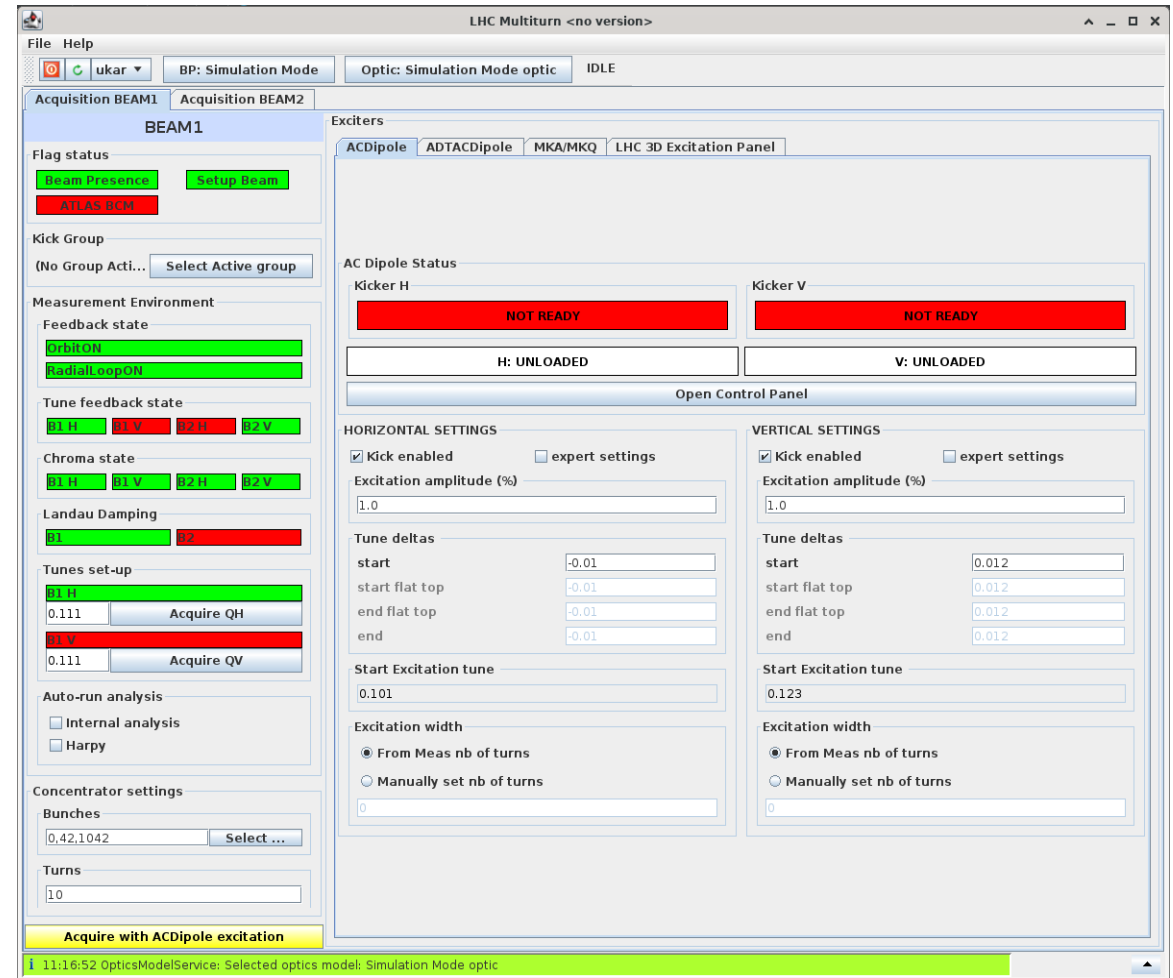 LHC Multiturn <no version>
File Help
ukar BP: Simulation Mode Optic: Simulation Mode optic IDLE
Acquisition BEAM1 Acquisition BEAM2
BEAM1
Flag status
Beam Presence Setup Beam
ATLAS BCM
Kick Group
(No Group Acti... Select Active group
Measurement Environment
Feedback state
OrbitON
RadialLoopON
Tune feedback state
B1 H B1 V B2 H B2 V
Chroma state
B1 H B1 V B2 H B2 V
Landau Damping
B1 B2
Tunes set-up
B1 H
0.111 Acquire QH
B1 V
0.111 Acquire QV
Auto-run analysis
Internal analysis
Harpy
Concentrator settings
Bunches
0,42,1042 Select ...
Turns
10
Acquire with ACDipole excitation
Exciters
ACDipole ADTACDipole MKA/MKQ LHC 3D Excitation Panel
AC Dipole Status
Kicker H Kicker V
NOT READY NOT READY
H: UNLOADED V: UNLOADED
Open Control Panel
HORIZONTAL SETTINGS
Kick enabled expert settings
Excitation amplitude (%)
1.0
Tune deltas
start -0.01
start flat top -0.01
end flat top -0.01
end -0.01
Start Excitation tune
0.101
Excitation width
From Meas nb of turns
Manually set nb of turns
0
VERTICAL SETTINGS
Kick enabled expert settings
Excitation amplitude (%)
1.0
Tune deltas
start 0.012
start flat top 0.012
end flat top 0.012
end 0.012
Start Excitation tune
0.123
Excitation width
From Meas nb of turns
Manually set nb of turns
0
i 11:16:52 OpticsModelService: Selected optics model: Simulation Mode optic